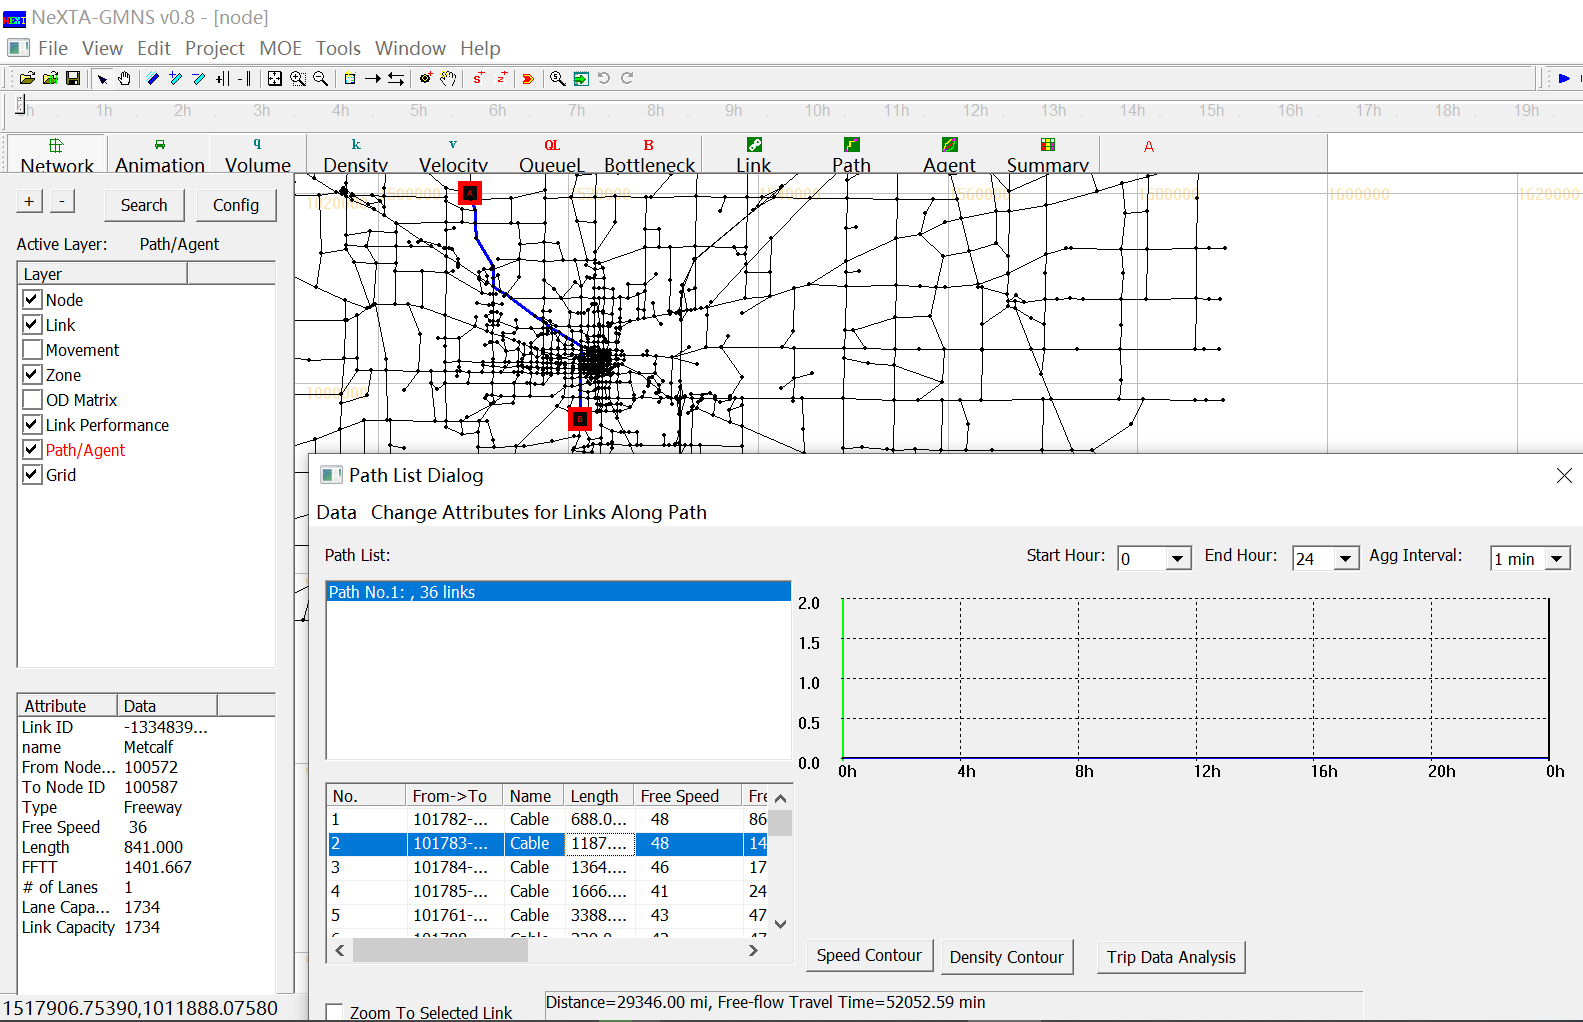 NeXTA-GMNS v0.8 - [node]
File View Edit Project MOE Tools Window Help
1h 2h 3h 4h 5h 6h 7h 8h 9h 10h 11h 12h 13h 14h 15h 16h 17h 18h 19h
q k v QL B A
Network Animation Volume Density Velocity QueueL Bottleneck Link Path Agent Summary
+ - Search Config
Active Layer: Path/Agent
Layer
Node
Link
Movement
Zone
OD Matrix
Link Performance
Path/Agent
Grid
1600000 1620000
Attribute Data
Link ID -1334839...
name Metcalf
From Node... 100572
To Node ID 100587
Type Freeway
Free Speed 36
Length 841.000
FFTT 1401.667
# of Lanes 1
Lane Capa... 1734
Link Capacity 1734
1517906.75390,1011888.07580
Path List Dialog
Data Change Attributes for Links Along Path
Path List:
Start Hour: 0 End Hour: 24 Agg Interval: 1 min
Path No.1: , 36 links
2.0
1.5
1.0
0.5
0.0
0h 4h 8h 12h 16h 20h 0h
No. From->To Name Length Free Speed Fre
1 101782-... Cable 688.0... 48 86
2 101783-... Cable 1187.... 48 14
3 101784-... Cable 1364.... 46 17
4 101785-... Cable 1666.... 41 24
5 101761-... Cable 3388.... 43 47
Speed Contour Density Contour Trip Data Analysis
Zoom To Selected Link
Distance=29346.00 mi, Free-flow Travel Time=52052.59 min